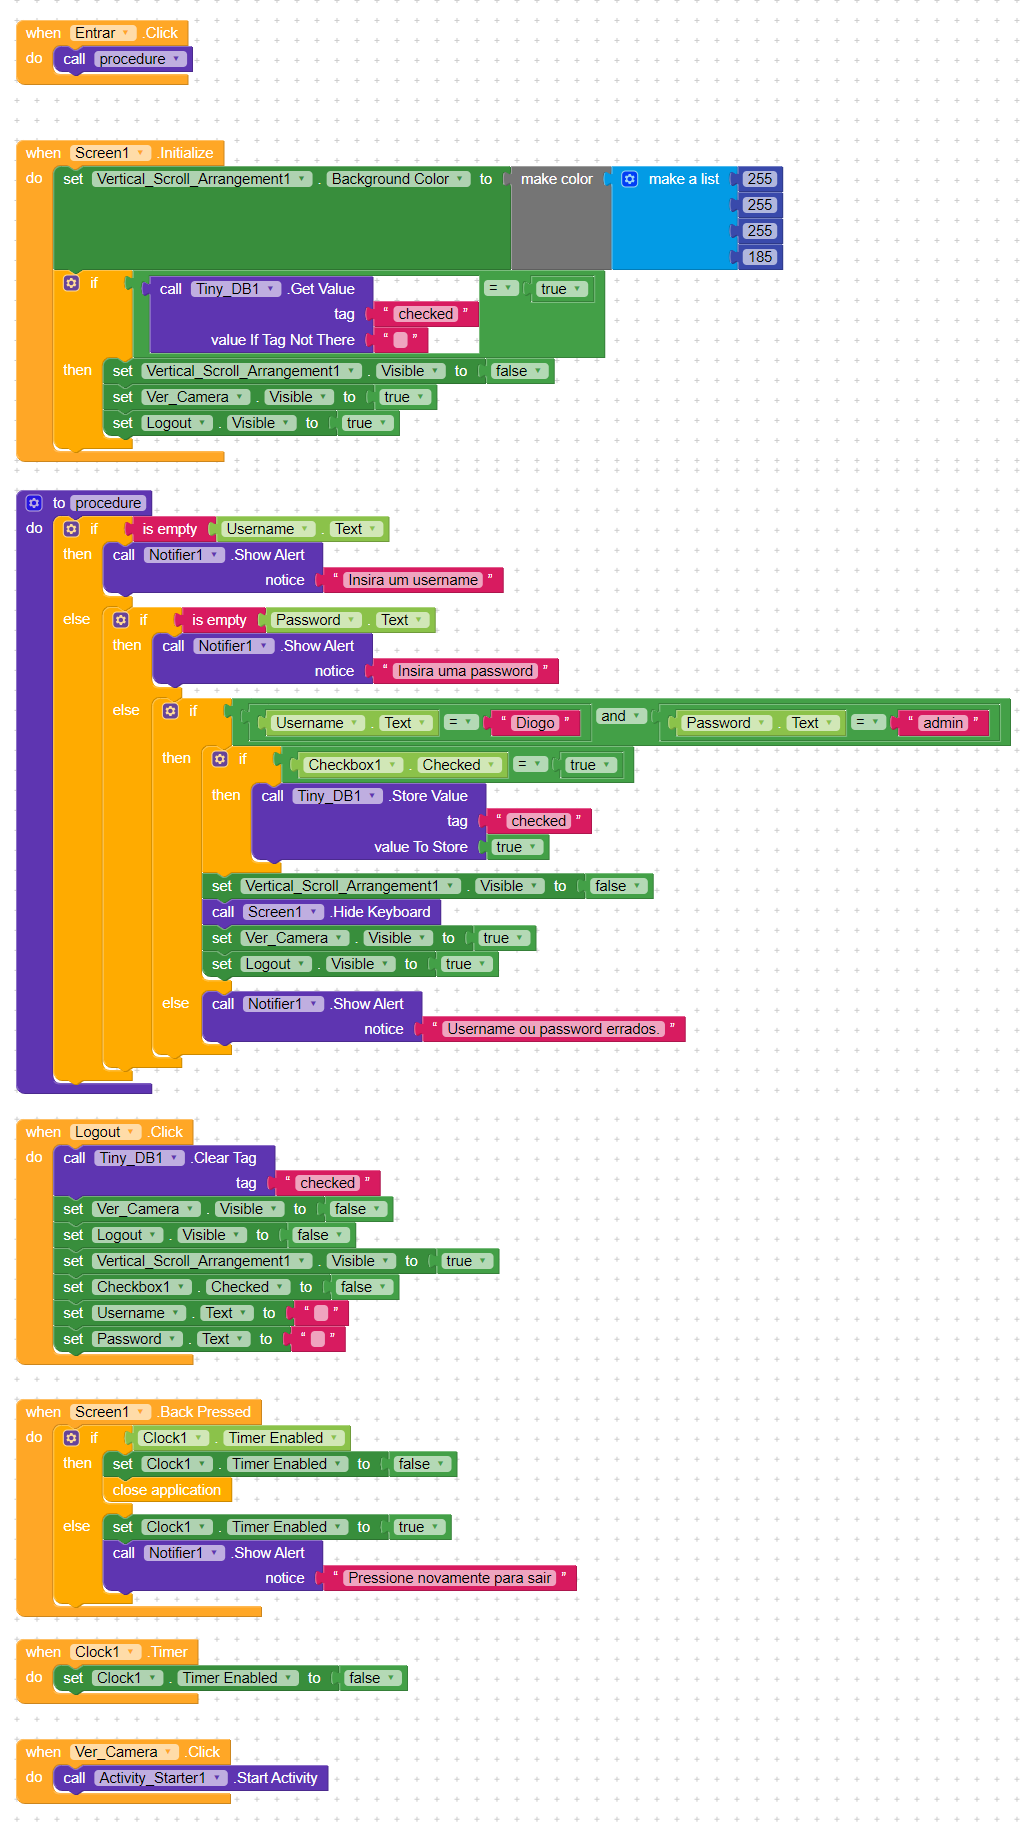 when Entrar .Click
do call procedure
when Screen1 .Initialize
do set Vertical_Scroll_Arrangement1 . Background Color to make color make a list 255
255
255
185
if call Tiny_DB1 .Get Value = true
tag " checked "
value If Tag Not There " "
then set Vertical_Scroll_Arrangement1 . Visible to false
set Ver_Camera . Visible to true
set Logout . Visible to true
to procedure
do if is empty Username . Text
then call Notifier1 .Show Alert
notice " Insira um username "
else if is empty Password . Text
then call Notifier1 .Show Alert
notice " Insira uma password "
else if Username . Text = " Diogo " and Password . Text = " admin "
then if Checkbox1 . Checked = true
then call Tiny_DB1 .Store Value
tag " checked "
value To Store true
set Vertical_Scroll_Arrangement1 . Visible to false
call Screen1 .Hide Keyboard
set Ver_Camera . Visible to true
set Logout . Visible to true
else call Notifier1 .Show Alert
notice " Username ou password errados. "
when Logout .Click
do call Tiny_DB1 .Clear Tag
tag " checked "
set Ver_Camera . Visible to false
set Logout . Visible to false
set Vertical_Scroll_Arrangement1 . Visible to true
set Checkbox1 . Checked to false
set Username . Text to " "
set Password . Text to " "
when Screen1 .Back Pressed
do if Clock1 . Timer Enabled
then set Clock1 . Timer Enabled to false
close application
else set Clock1 . Timer Enabled to true
call Notifier1 .Show Alert
notice " Pressione novamente para sair "
when Clock1 .Timer
do set Clock1 . Timer Enabled to false
when Ver_Camera .Click
do call Activity_Starter1 .Start Activity